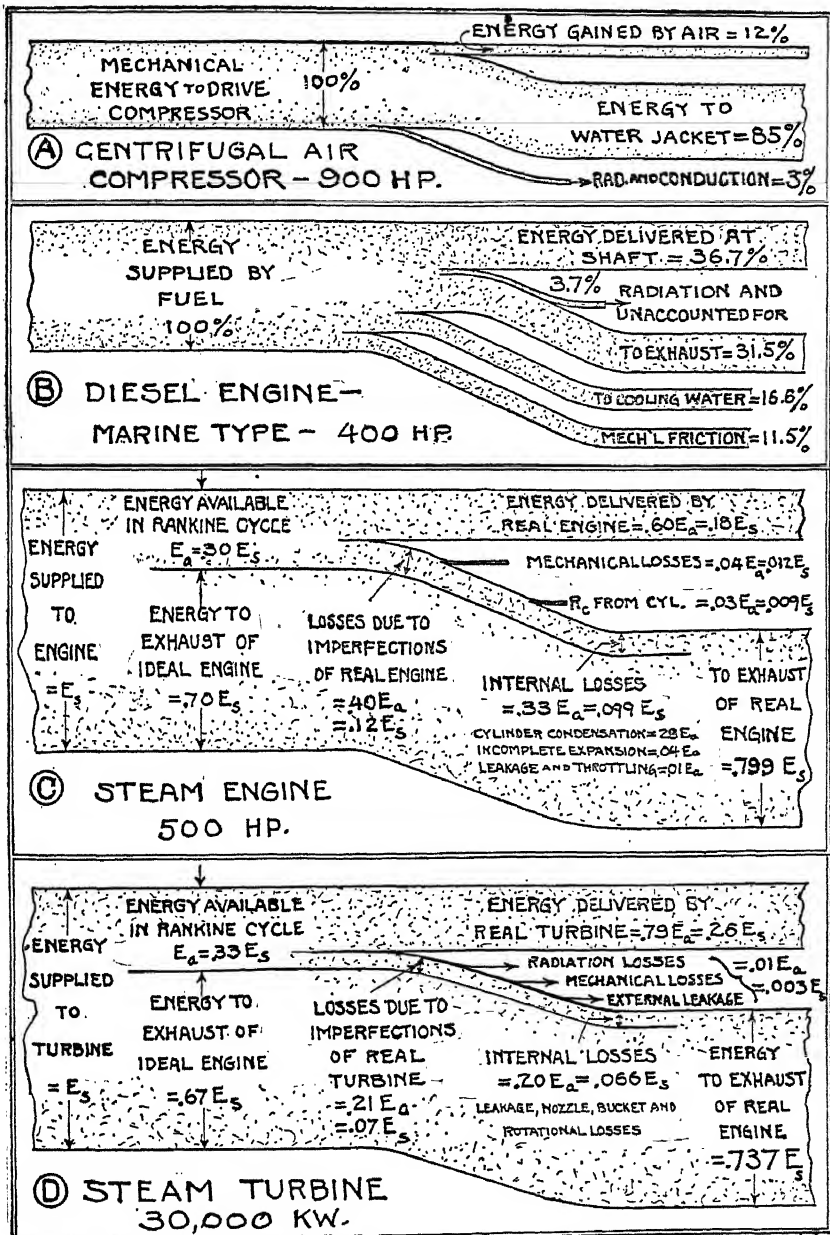 ENERGY GAINED BY AIR = 12%
MECHANICAL
ENERGY TO DRIVE
COMPRESSOR
100%
ENERGY TO
WATER JACKET = 85%
RAD. AND CONDUCTION = 3%
Ⓐ CENTRIFUGAL AIR
COMPRESSOR – 900 HP.
ENERGY
SUPPLIED BY
FUEL
100%
ENERGY DELIVERED AT
SHAFT = 36.7%
3.7%
RADIATION AND
UNACCOUNTED FOR
TO EXHAUST = 31.5%
TO COOLING WATER = 16.6%
MECH'L FRICTION = 11.5%
Ⓑ DIESEL ENGINE –
MARINE TYPE – 400 HP.
ENERGY
SUPPLIED
TO
ENGINE
= Es
ENERGY AVAILABLE
IN RANKINE CYCLE
Ea = .30 Es
ENERGY TO
EXHAUST OF
IDEAL ENGINE
= .70 Es
LOSSES DUE TO
IMPERFECTIONS
OF REAL ENGINE
= .40 Ea
= .12 Es
ENERGY DELIVERED BY
REAL ENGINE = .60 Ea = .18 Es
MECHANICAL LOSSES = .04 Ea = .012 Es
Rc FROM CYL. = .03 Ea = .009 Es
INTERNAL LOSSES
= .33 Ea = .099 Es
CYLINDER CONDENSATION = .28 Ea
INCOMPLETE EXPANSION = .04 Ea
LEAKAGE AND THROTTLING = .01 Ea
TO EXHAUST
OF REAL
ENGINE
= .799 Es
Ⓒ STEAM ENGINE
500 HP.
ENERGY
SUPPLIED
TO
TURBINE
= Es
ENERGY AVAILABLE
IN RANKINE CYCLE
Ea = .33 Es
ENERGY TO
EXHAUST OF
IDEAL ENGINE
= .67 Es
LOSSES DUE TO
IMPERFECTIONS
OF REAL
TURBINE
= .21 Ea
= .07 Es
ENERGY DELIVERED BY
REAL TURBINE = .79 Ea = .26 Es
RADIATION LOSSES
MECHANICAL LOSSES
EXTERNAL LEAKAGE
= .01 Ea
= .003 Es
INTERNAL LOSSES
= .20 Ea = .066 Es
LEAKAGE, NOZZLE, BUCKET AND
ROTATIONAL LOSSES
ENERGY
TO EXHAUST
OF REAL
ENGINE
= .737 Es
Ⓓ STEAM TURBINE
30,000 KW.